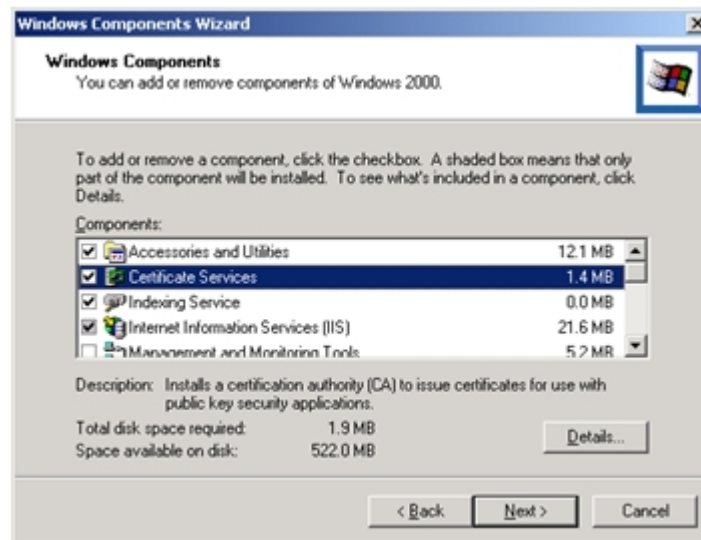 Windows Components Wizard
Windows Components
You can add or remove components of Windows 2000.
To add or remove a component, click the checkbox. A shaded box means that only
part of the component will be installed. To see what's included in a component, click
Details.
Components:
Accessories and Utilities 12.1 MB
Certificate Services 1.4 MB
Indexing Service 0.0 MB
Internet Information Services (IIS) 21.6 MB
Management and Monitoring Tools 5.2 MB
Description: Installs a certification authority (CA) to issue certificates for use with
public key security applications.
Total disk space required: 1.9 MB
Space available on disk: 522.0 MB
Details...
< Back Next > Cancel